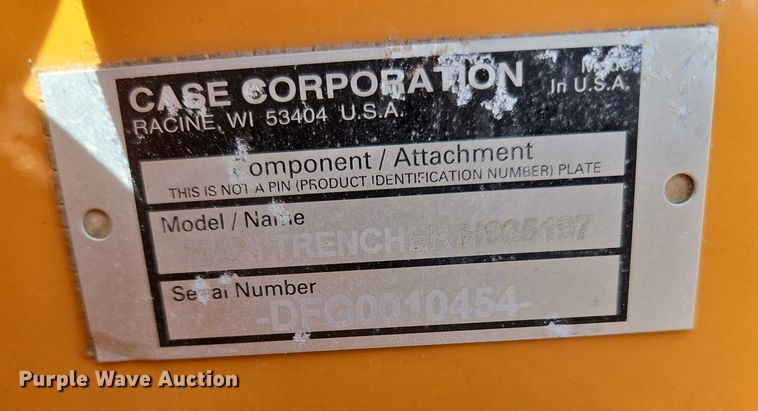 CASE CORPORATION
Made
In U.S.A.
RACINE, WI 53404 U.S.A.
Component / Attachment
THIS IS NOT A PIN (PRODUCT IDENTIFICATION NUMBER) PLATE
Model / Name
TRENCHER
Serial Number
-DFG0010454-
Purple Wave Auction